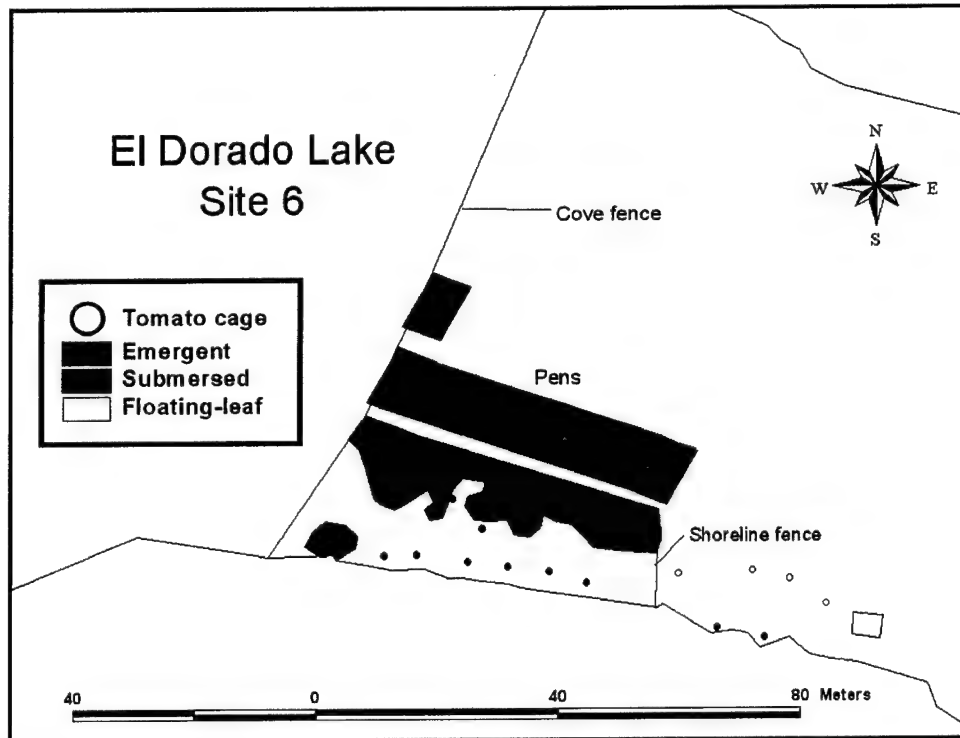 El Dorado Lake
Site 6
N
W E
S
Cove fence
Tomato cage
Emergent
Submersed
Floating-leaf
Pens
Shoreline fence
40 0 40 80 Meters